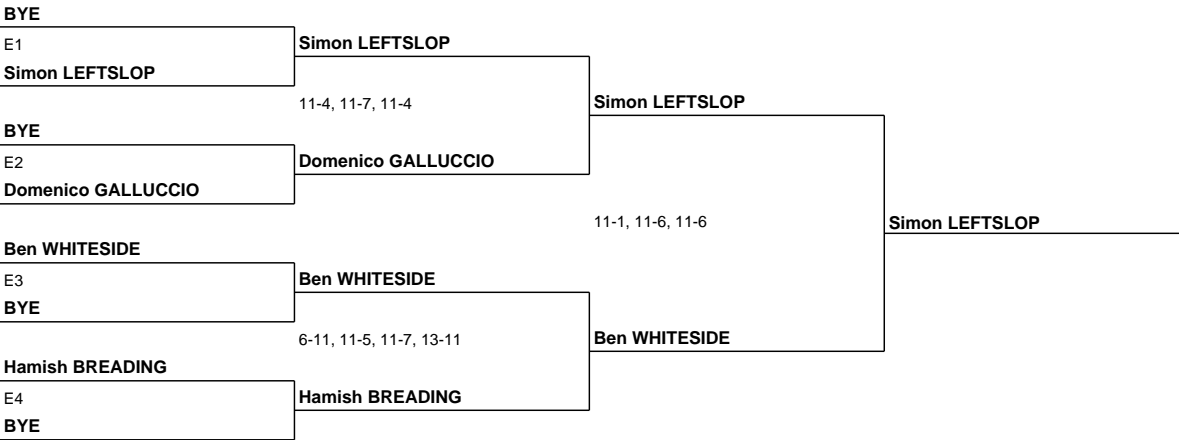 BYE
E1
Simon LEFTSLOP
Simon LEFTSLOP
11-4, 11-7, 11-4
Simon LEFTSLOP
BYE
E2
Domenico GALLUCCIO
Domenico GALLUCCIO
11-1, 11-6, 11-6
Simon LEFTSLOP
Ben WHITESIDE
E3
Ben WHITESIDE
BYE
6-11, 11-5, 11-7, 13-11
Ben WHITESIDE
Hamish BREADING
E4
Hamish BREADING
BYE